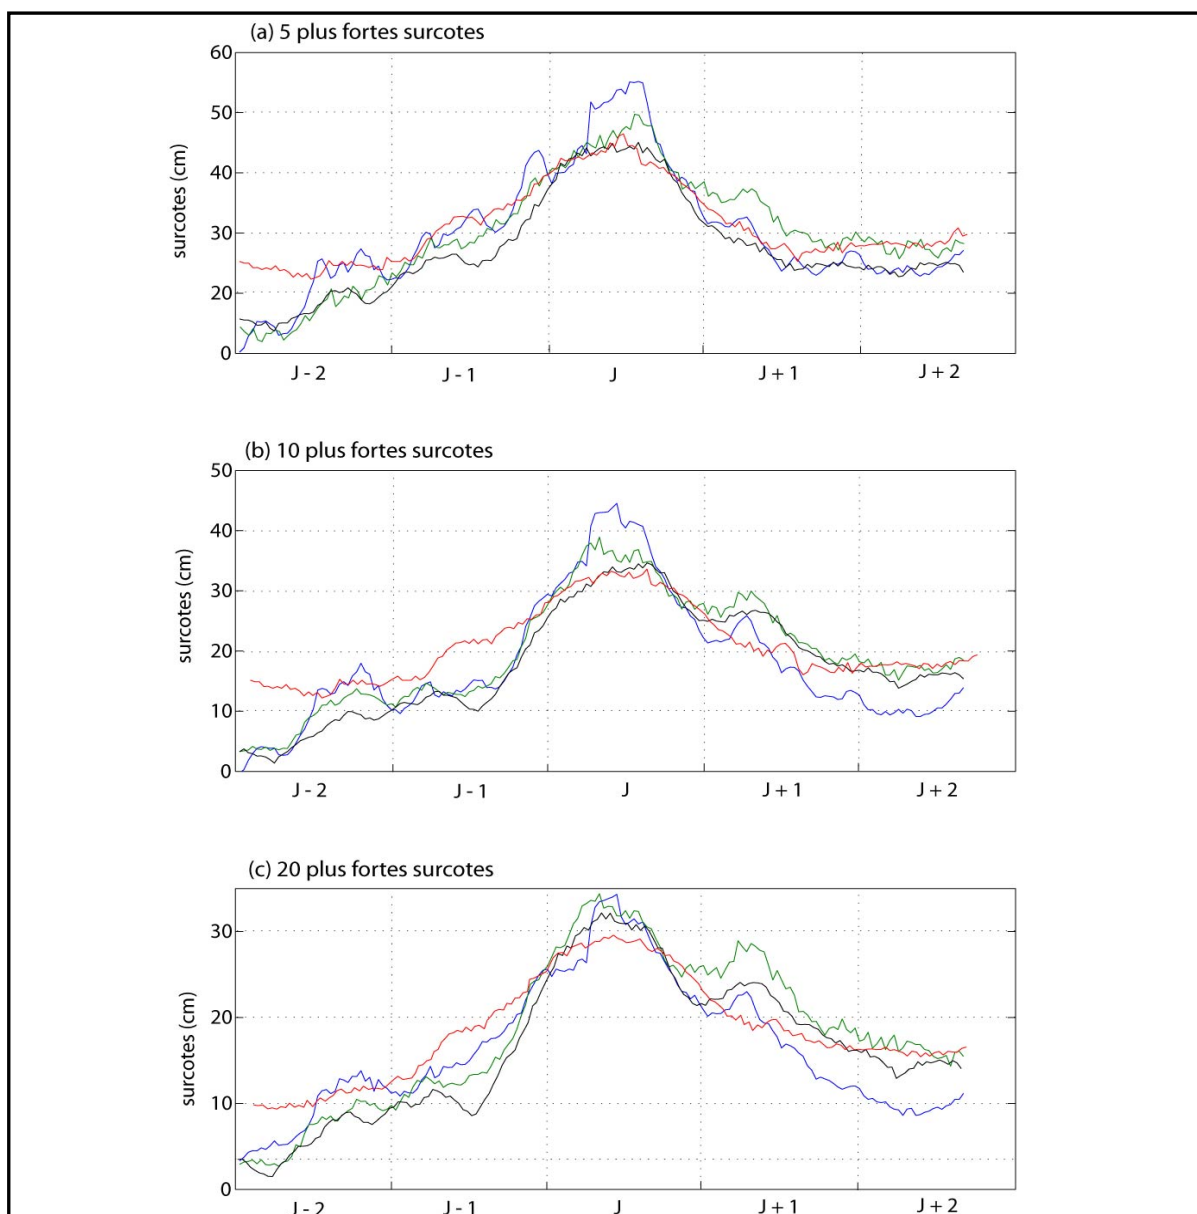 (a) 5 plus fortes surcotes
60
50
40
30
20
0
surcotes (cm)
J - 2 J - 1 J J + 1 J + 2
(b) 10 plus fortes surcotes
50
40
30
20
10
0
surcotes (cm)
J - 2 J - 1 J J + 1 J + 2
(c) 20 plus fortes surcotes
30
20
10
0
surcotes (cm)
J - 2 J - 1 J J + 1 J + 2